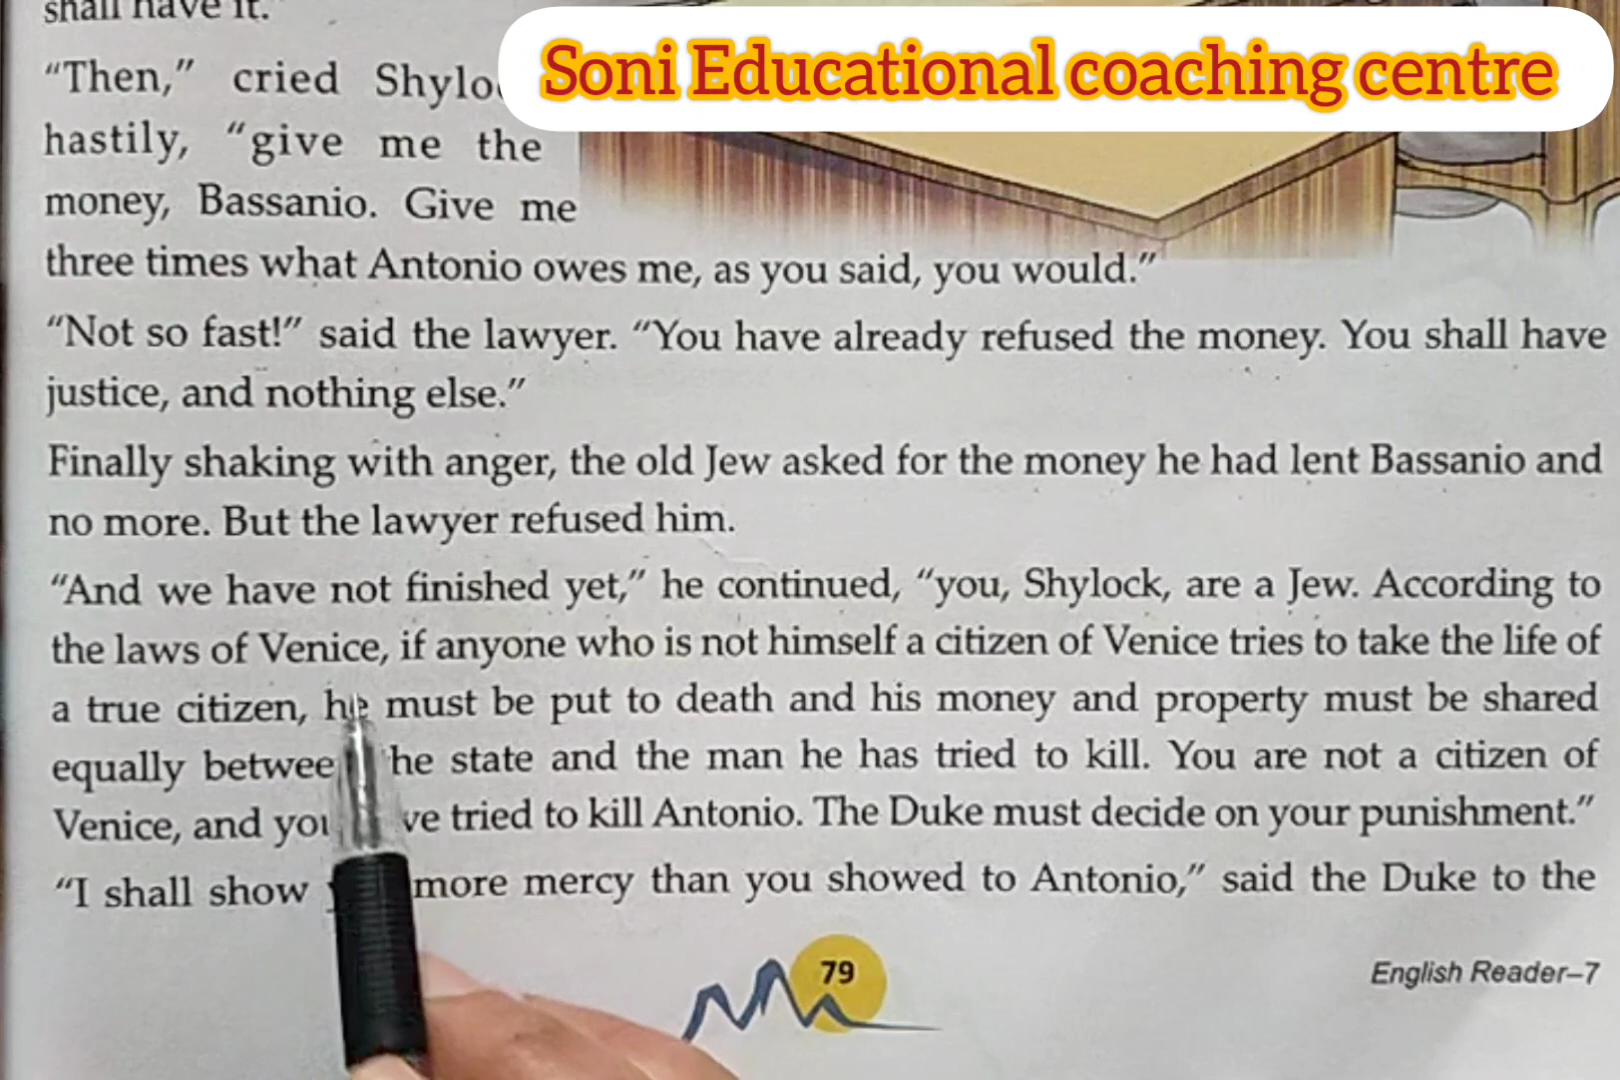 shall have it."
Soni Educational coaching centre
"Then," cried
hastily, "give me the
money, Bassanio. Give me
three times what Antonio owes me, as you said, you would."
"Not so fast!" said the lawyer. "You have already refused the money. You shall have
justice, and nothing else."
Finally shaking with anger, the old Jew asked for the money he had lent Bassanio and
no more. But the lawyer refused him.
"And we have not finished yet," he continued, "you, Shylock, are a Jew. According to
the laws of Venice, if anyone who is not himself a citizen of Venice tries to take the life of
a true citizen, he must be put to death and his money and property must be shared
equally state and the man he has tried to kill. You are not a citizen of
Venice, and tried to kill Antonio. The Duke must decide on your punishment."
"I shall show more mercy than you showed to Antonio," said the Duke to the
79
English Reader–7